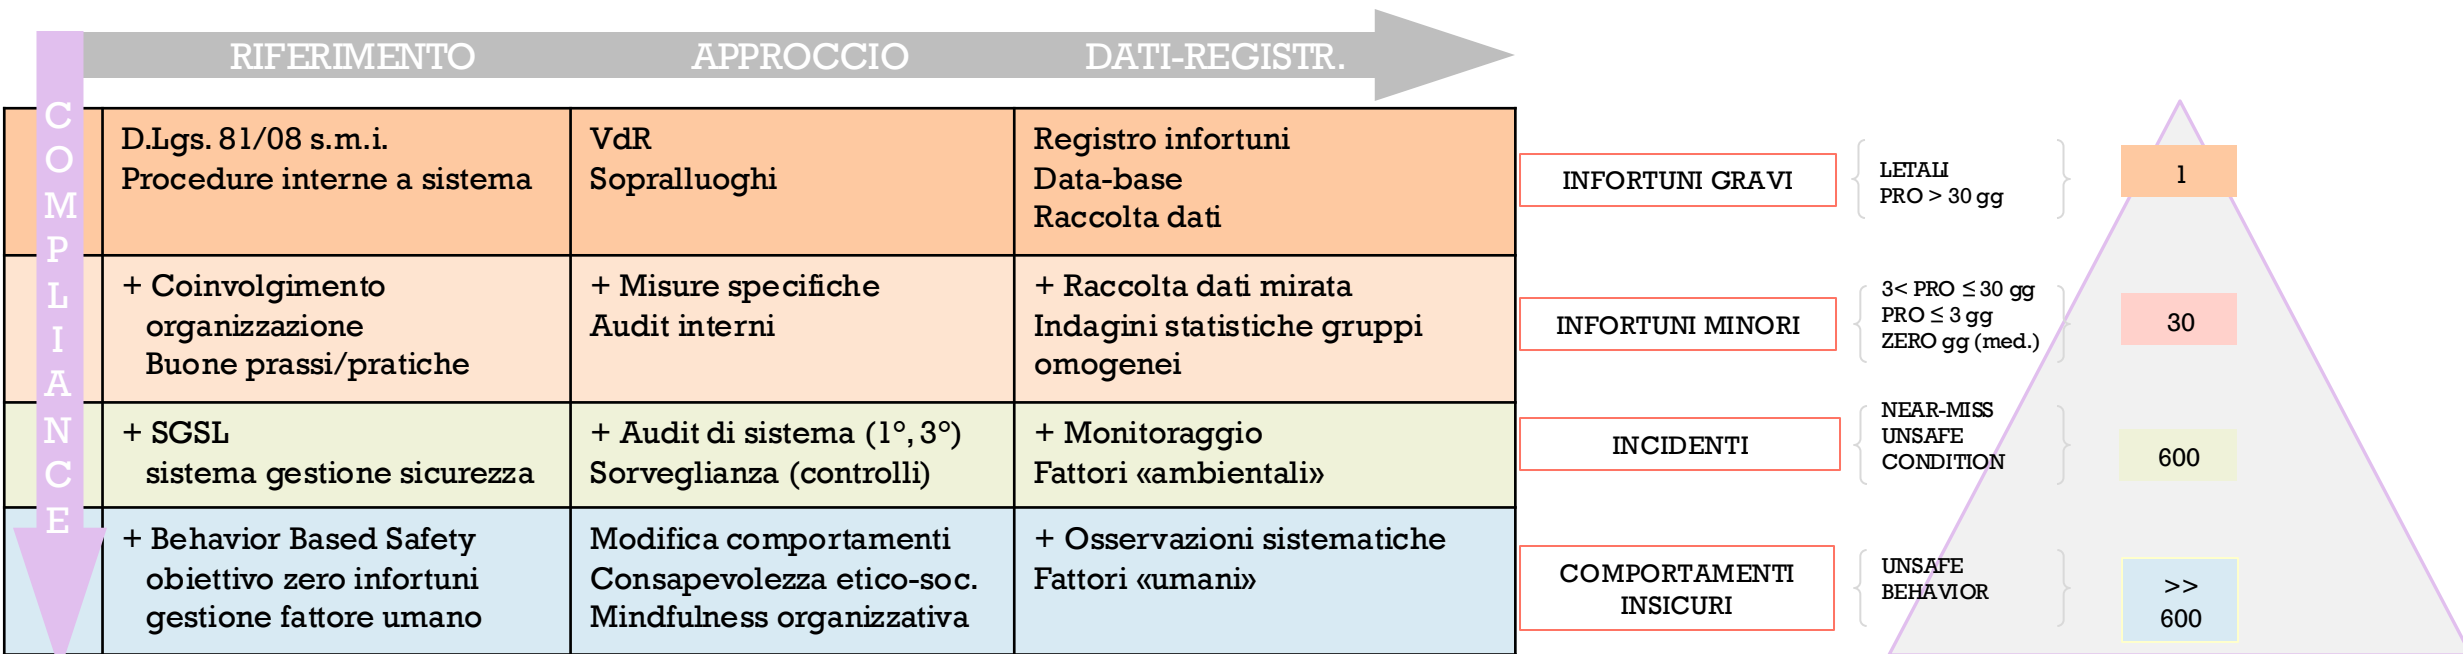 RIFERIMENTO
APPROCCIO
DATI-REGISTR.
COMPLIANCE
D.Lgs. 81/08 s.m.i.
Procedure interne a sistema
VdR
Sopralluoghi
Registro infortuni
Data-base
Raccolta dati
INFORTUNI GRAVI
LETALI
PRO > 30 gg
1
+ Coinvolgimento
organizzazione
Buone prassi/pratiche
+ Misure specifiche
Audit interni
+ Raccolta dati mirata
Indagini statistiche gruppi
omogenei
INFORTUNI MINORI
3< PRO ≤ 30 gg
PRO ≤ 3 gg
ZERO gg (med.)
30
+ SGSL
sistema gestione sicurezza
+ Audit di sistema (1°, 3°)
Sorveglianza (controlli)
+ Monitoraggio
Fattori «ambientali»
INCIDENTI
NEAR-MISS
UNSAFE
CONDITION
600
+ Behavior Based Safety
obiettivo zero infortuni
gestione fattore umano
Modifica comportamenti
Consapevolezza etico-soc.
Mindfulness organizzativa
+ Osservazioni sistematiche
Fattori «umani»
COMPORTAMENTI
INSICURI
UNSAFE
BEHAVIOR
>>
600